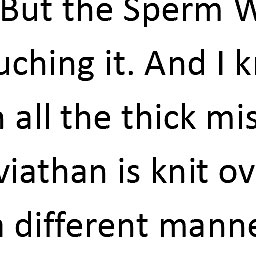 But the Sperm W
uching it. And I k
all the thick mis
viathan is knit ov
different manne